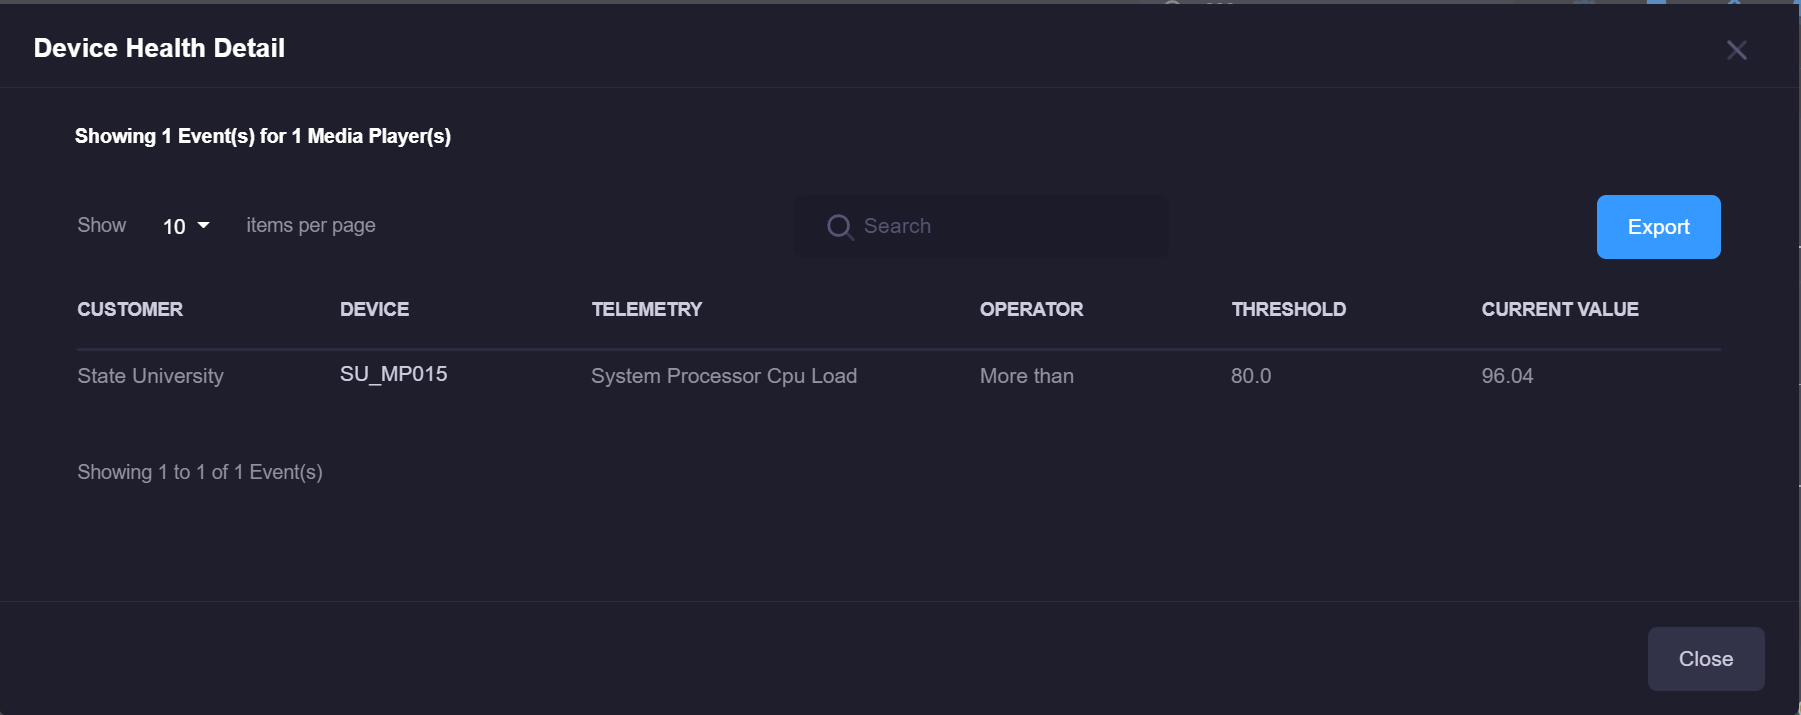 Device Health Detail
Showing 1 Event(s) for 1 Media Player(s)
Show 10 items per page
Search
Export
CUSTOMER DEVICE TELEMETRY OPERATOR THRESHOLD CURRENT VALUE
State University SU_MP015 System Processor Cpu Load More than 80.0 96.04
Showing 1 to 1 of 1 Event(s)
Close